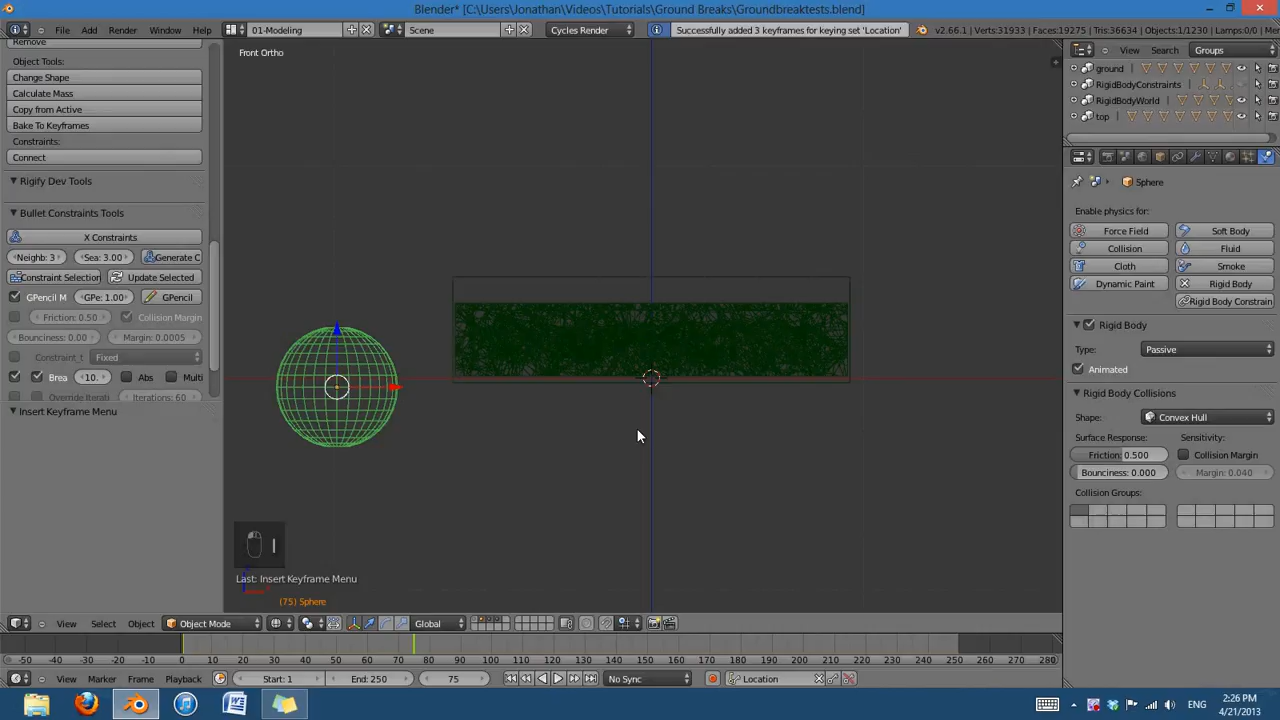 Blender* [C:\Users\Jonathan\Videos\Tutorials\Ground Breaks\Groundbreaktests.blend]
File Add Render Window Help 01-Modeling Scene Cycles Render Successfully added 3 keyframes for keying set 'Location' v2.66.1 | Verts:31933 | Faces:19275 | Tris:36634 | Objects:1/1230 | Lamps:0/0 | Mer
Remove
Object Tools:
Change Shape
Calculate Mass
Copy from Active
Bake To Keyframes
Constraints:
Connect
Rigify Dev Tools
Bullet Constraints Tools
X Constraints
Neighb: 3 Sea: 3.00 Generate C
Constraint Selection Update Selected
GPencil M GPe: 1.00 GPencil
Friction: 0.50 Collision Margin
Bounciness: 0.00 Margin: 0.0005
Constraint_t Fixed
Brea 10. Abs Multi
Override Iterati Iterations: 60
Insert Keyframe Menu
Front Ortho
I
Last: Insert Keyframe Menu
(75) Sphere
View Search Groups
ground
RigidBodyConstraints
RigidBodyWorld
top
Sphere
Enable physics for:
Force Field Soft Body
Collision Fluid
Cloth Smoke
Dynamic Paint Rigid Body
Rigid Body Constrain
Rigid Body
Type: Passive
Animated
Rigid Body Collisions
Shape: Convex Hull
Surface Response: Sensitivity:
Friction: 0.500 Collision Margin
Bounciness: 0.000 Margin: 0.040
Collision Groups:
View Select Object Object Mode Global
-50 -40 -30 -20 -10 0 10 20 30 40 50 60 70 80 90 100 110 120 130 140 150 160 170 180 190 200 210 220 230 240 250 260 270 280
View Marker Frame Playback Start: 1 End: 250 75 No Sync Location
ENG
2:26 PM
4/21/2013